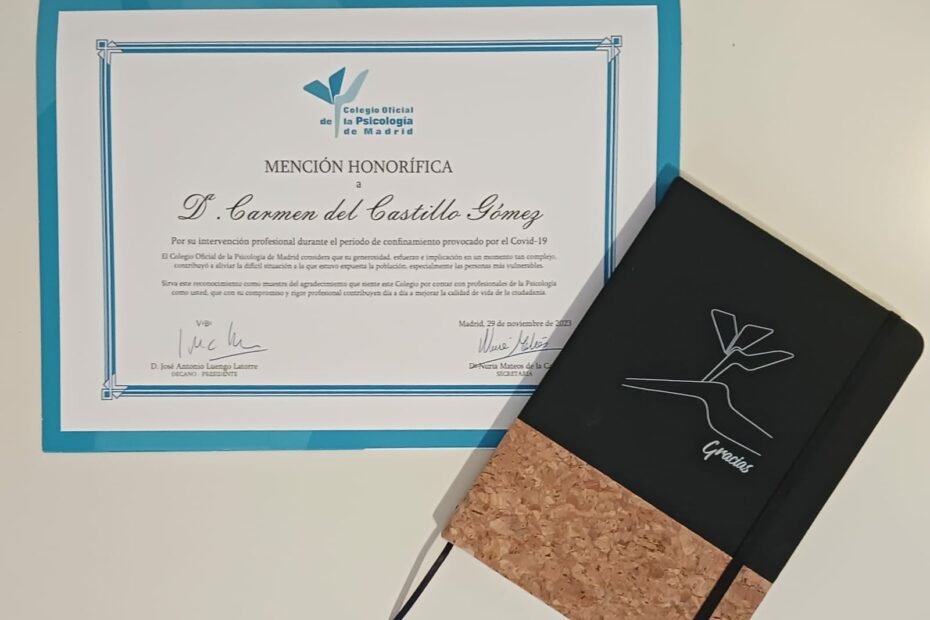 Colegio Oficial
de la Psicología
de Madrid
MENCIÓN HONORÍFICA
a
Dª. Carmen del Castillo Gómez
Por su intervención profesional durante el periodo de confinamiento provocado por el Covid-19
El Colegio Oficial de la Psicología de Madrid considera que su generosidad, esfuerzo e implicación en un momento tan complejo,
contribuyó a aliviar la difícil situación a la que estuvo expuesta la población, especialmente las personas más vulnerables.
Sirva este reconocimiento como muestra del agradecimiento que siente este Colegio por contar con profesionales de la Psicología
como usted, que con su compromiso y rigor profesional contribuyen día a día a mejorar la calidad de vida de la ciudadanía.
VºBº
Madrid, 29 de noviembre de 2023
D. José Antonio Luengo Latorre
DECANO - PRESIDENTE
Dª Nuria Mateos de la
SECRETARIA
Gracias